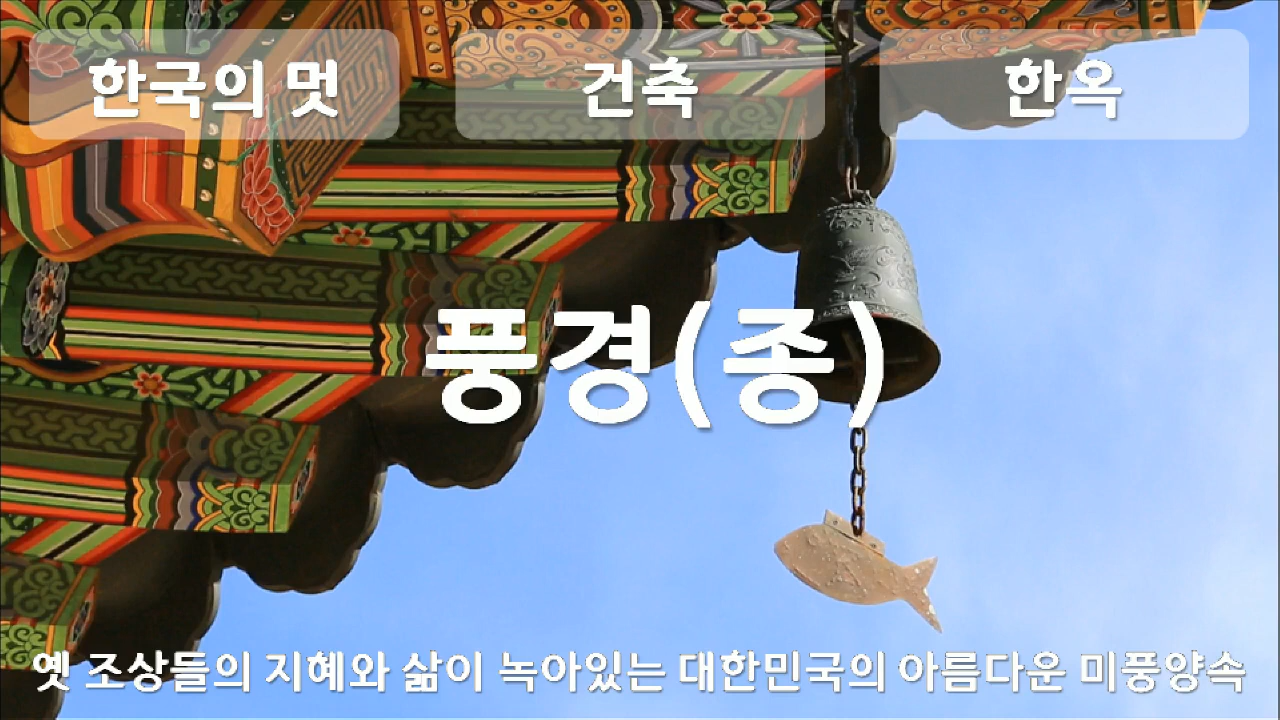 한국의 멋 건축 한옥
풍경(종)
옛 조상들의 지혜와 삶이 녹아있는 대한민국의 아름다운 미풍양속